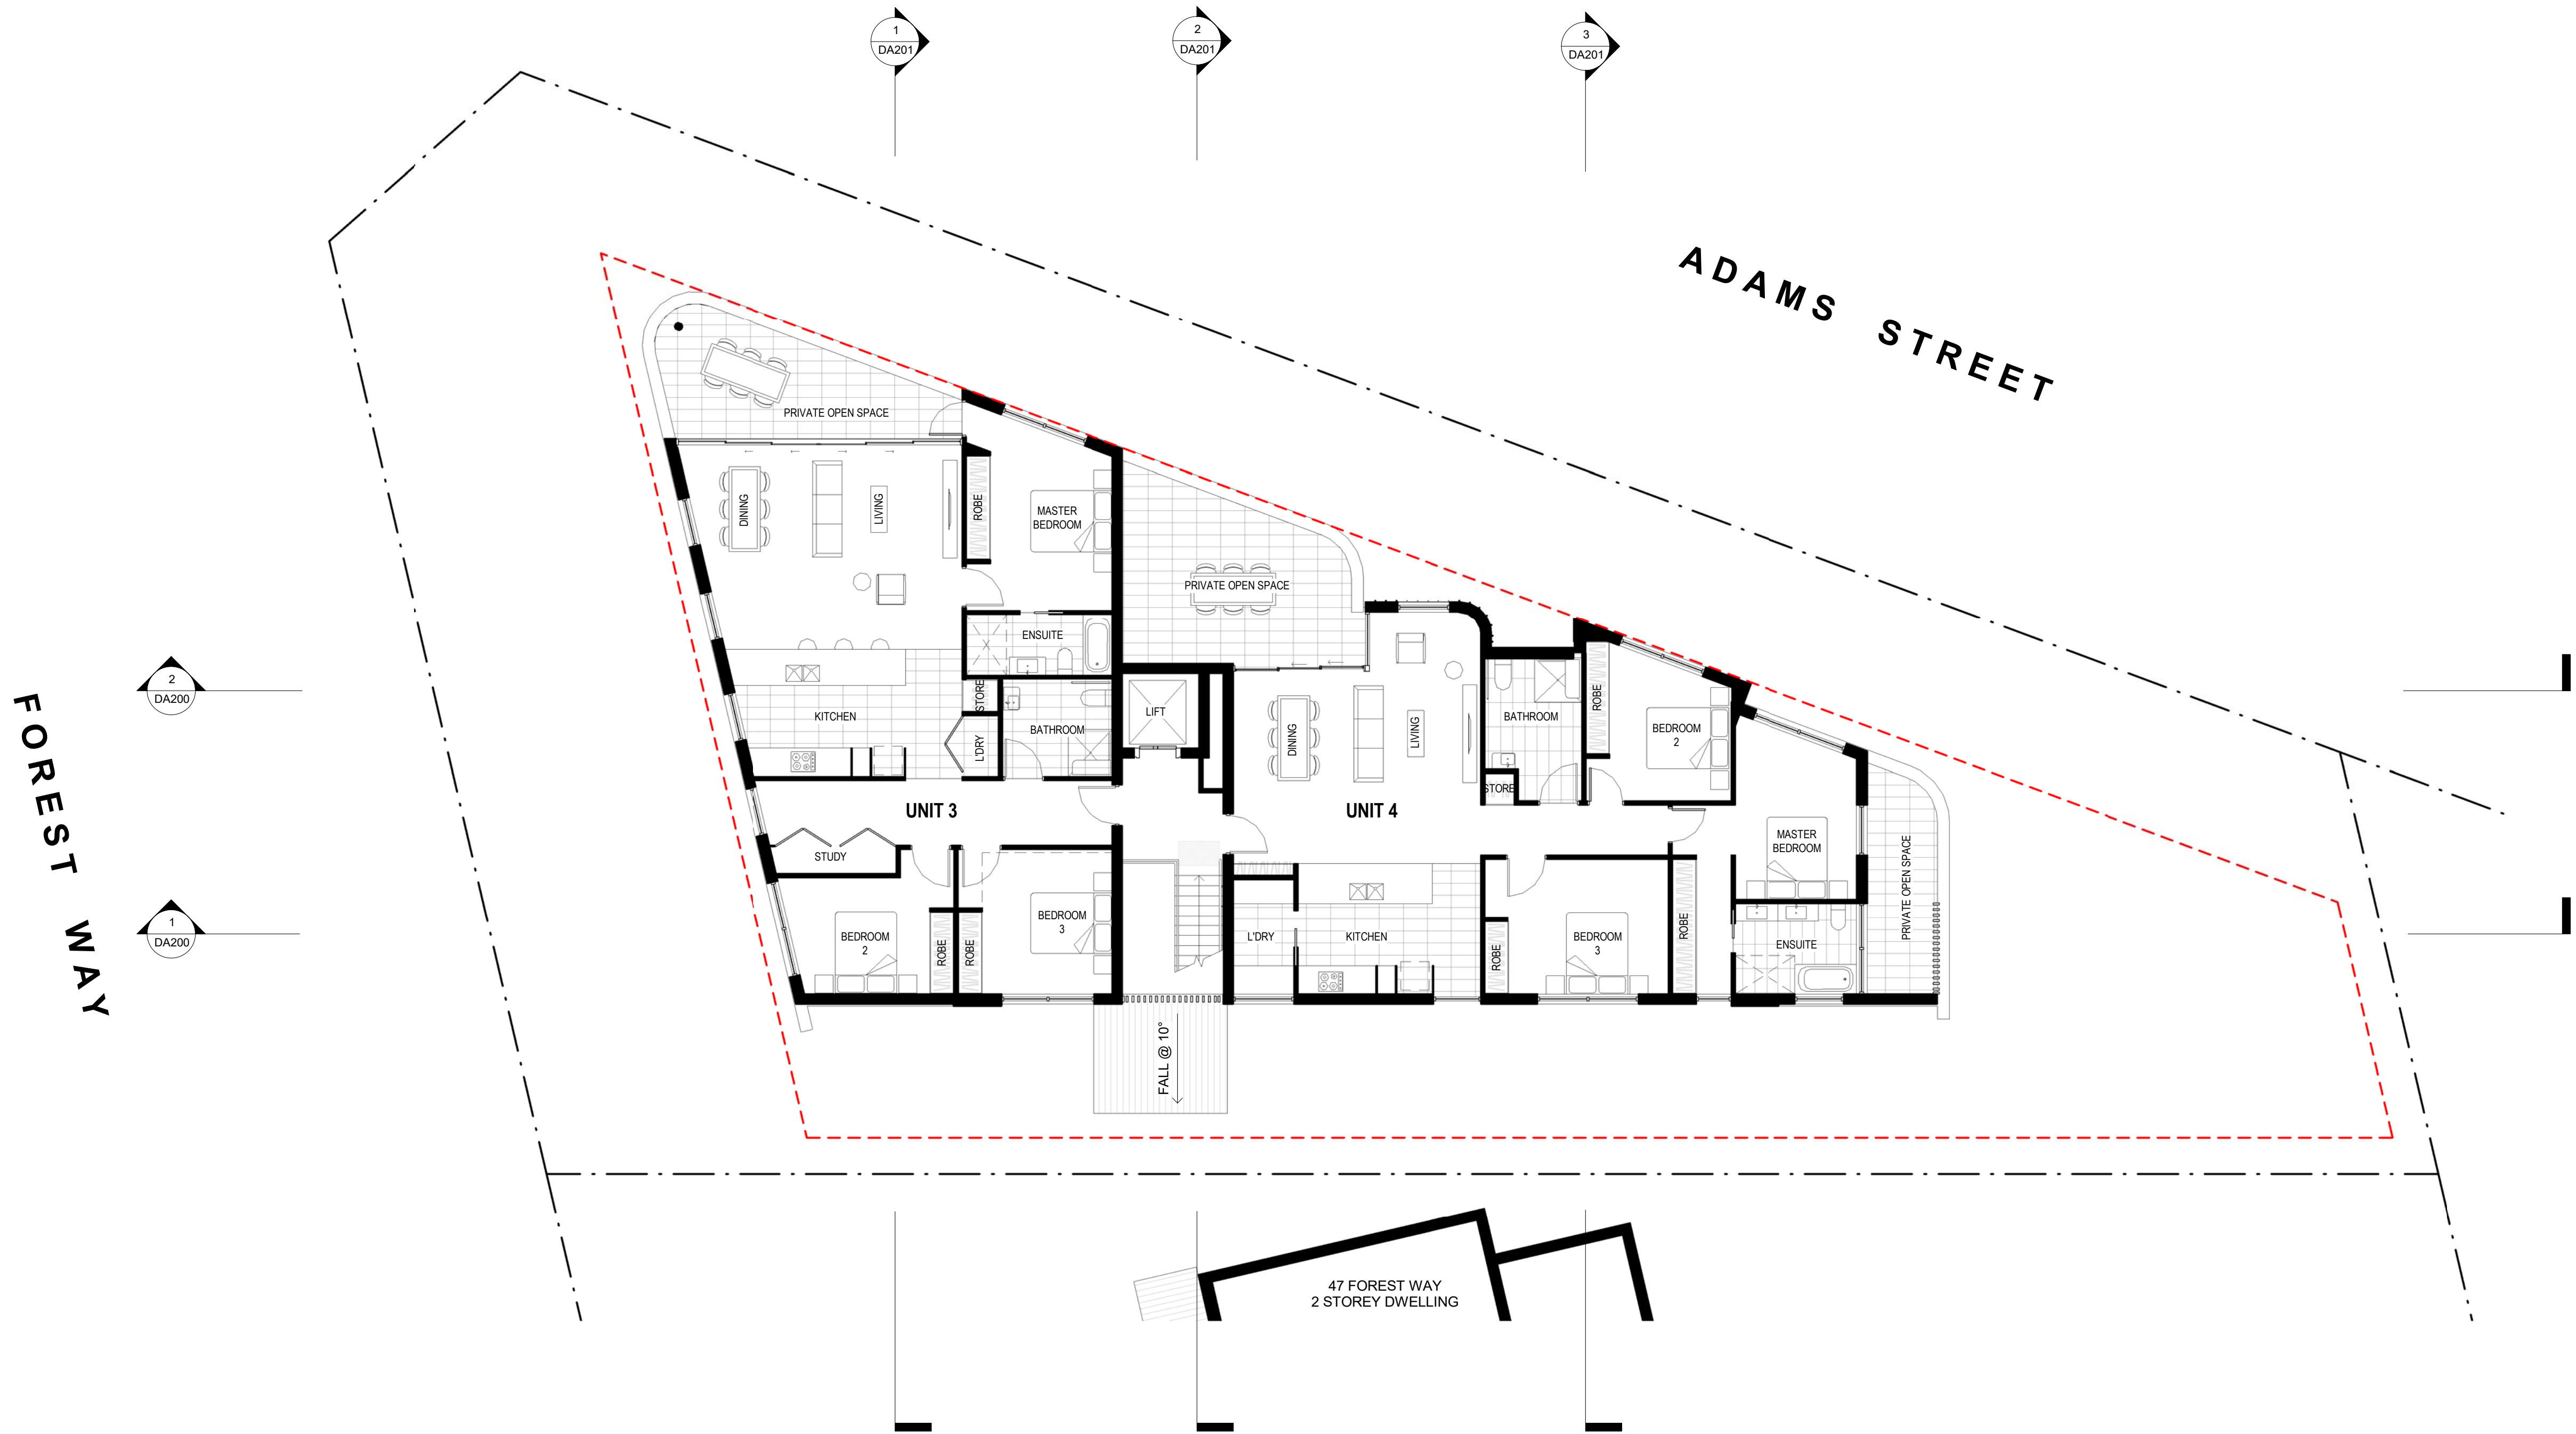 1
DA201
2
DA201
3
DA201
ADAMS STREET
FOREST WAY
2
DA200
1
DA200
PRIVATE OPEN SPACE
DINING
LIVING
ROBE
MASTER
BEDROOM
ENSUITE
STORE
KITCHEN
L'DRY
BATHROOM
UNIT 3
STUDY
BEDROOM
2
ROBE
ROBE
BEDROOM
3
LIFT
FALL @ 10°
PRIVATE OPEN SPACE
DINING
LIVING
BATHROOM
STORE
ROBE
BEDROOM
2
UNIT 4
MASTER
BEDROOM
PRIVATE OPEN SPACE
L'DRY
KITCHEN
ROBE
BEDROOM
3
ROBE
ENSUITE
47 FOREST WAY
2 STOREY DWELLING